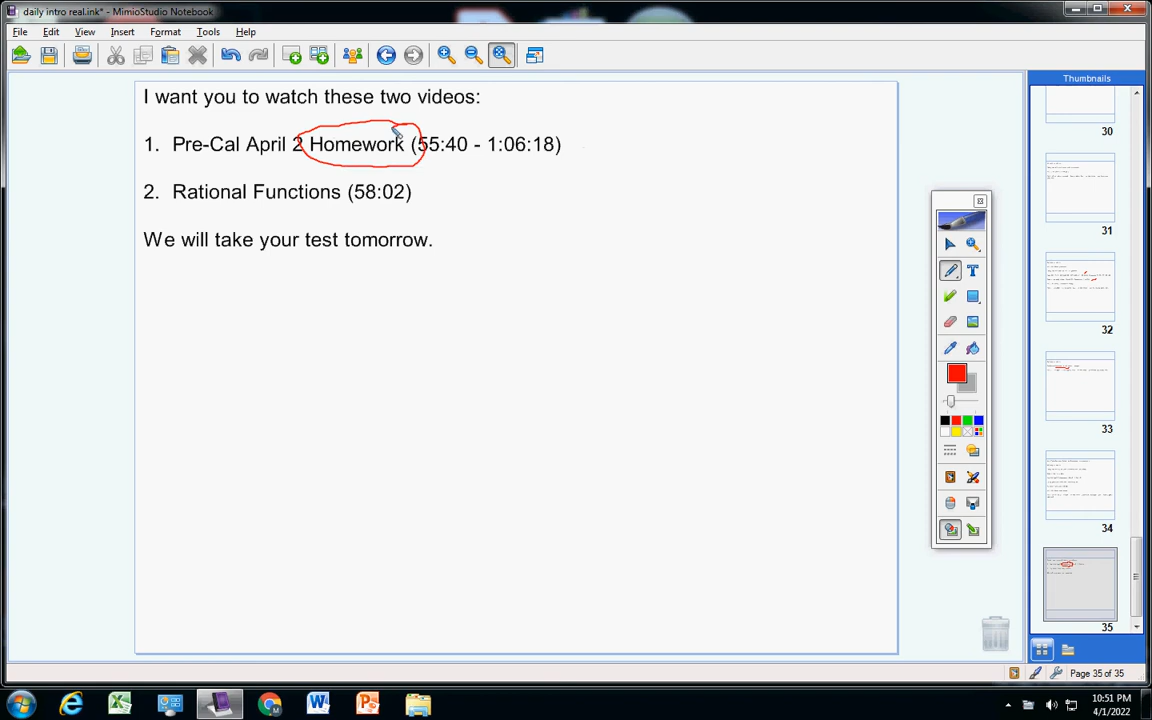 daily intro real.ink* - MimioStudio Notebook
File Edit View Insert Format Tools Help
I want you to watch these two videos:
1. Pre-Cal April 2 Homework (55:40 - 1:06:18)
2. Rational Functions (58:02)
We will take your test tomorrow.
Thumbnails
30
31
32
33
34
35
Page 35 of 35
10:51 PM
4/1/2022